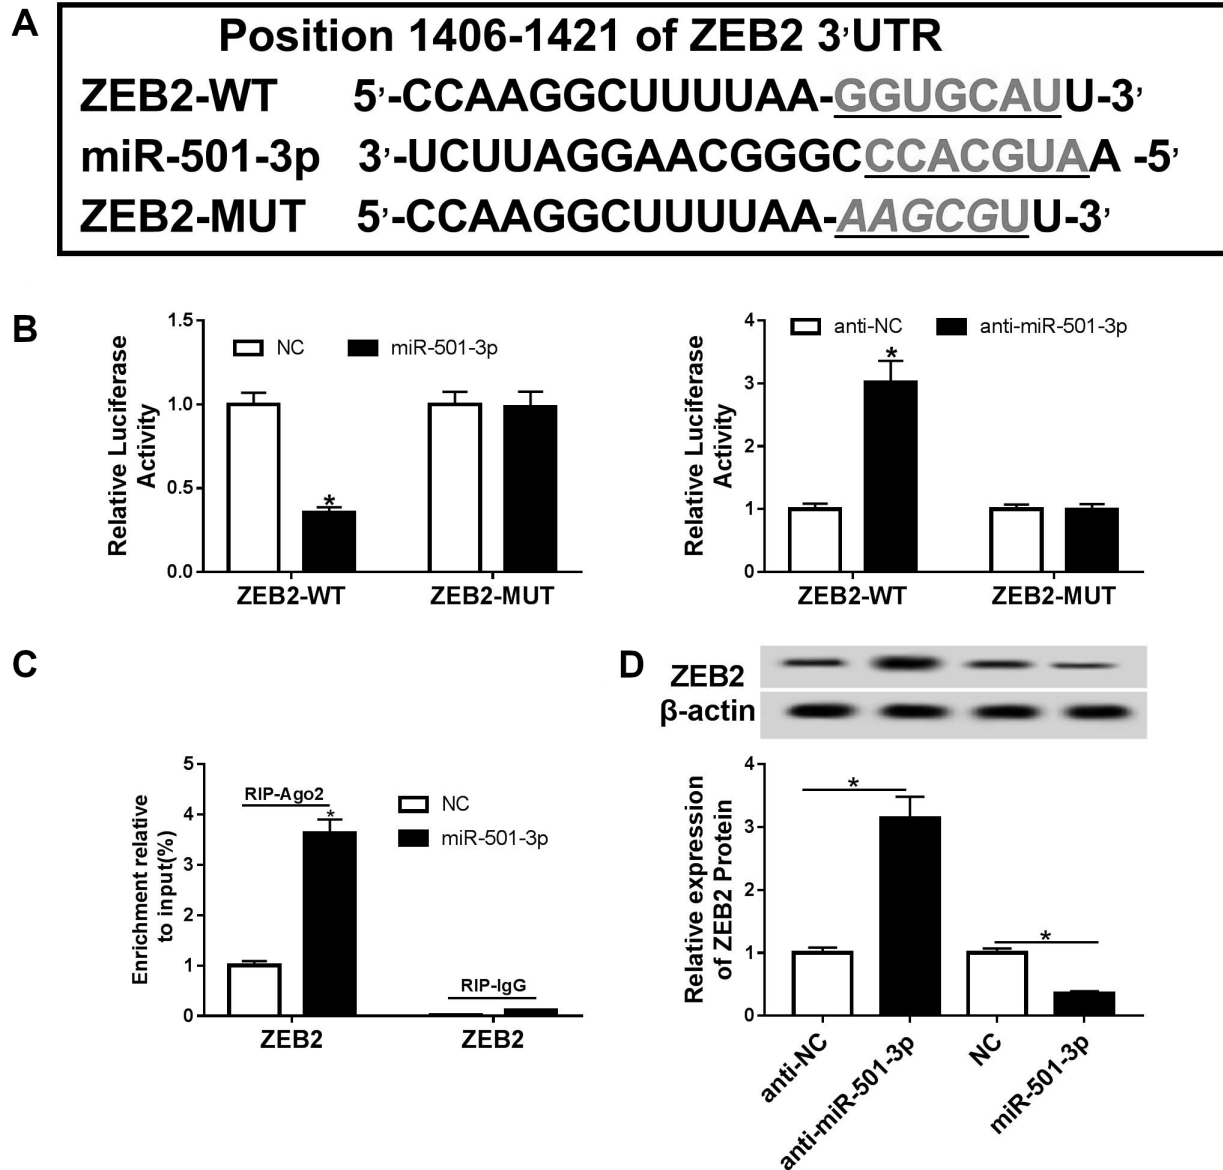 A
Position 1406-1421 of ZEB2 3’UTR
ZEB2-WT 5’-CCAAGGCUUUUAA-GGUGCAUU-3’
miR-501-3p 3’-UCUUAGGAACGGGCCCACGUAA -5’
ZEB2-MUT 5’-CCAAGGCUUUUAA-AAGCGUU-3’
B
1.5
1.0
0.5
0.0
Relative Luciferase
Activity
NC
miR-501-3p
*
ZEB2-WT
ZEB2-MUT
4
3
2
1
0
Relative Luciferase
Activity
anti-NC
anti-miR-501-3p
*
ZEB2-WT
ZEB2-MUT
C
5
4
3
2
1
0
Enrichment relative
to input(%)
RIP-Ago2
*
NC
miR-501-3p
RIP-IgG
ZEB2
ZEB2
D
ZEB2
β-actin
4
3
2
1
0
Relative expression
of ZEB2 Protein
*
*
anti-NC
anti-miR-501-3p
NC
miR-501-3p